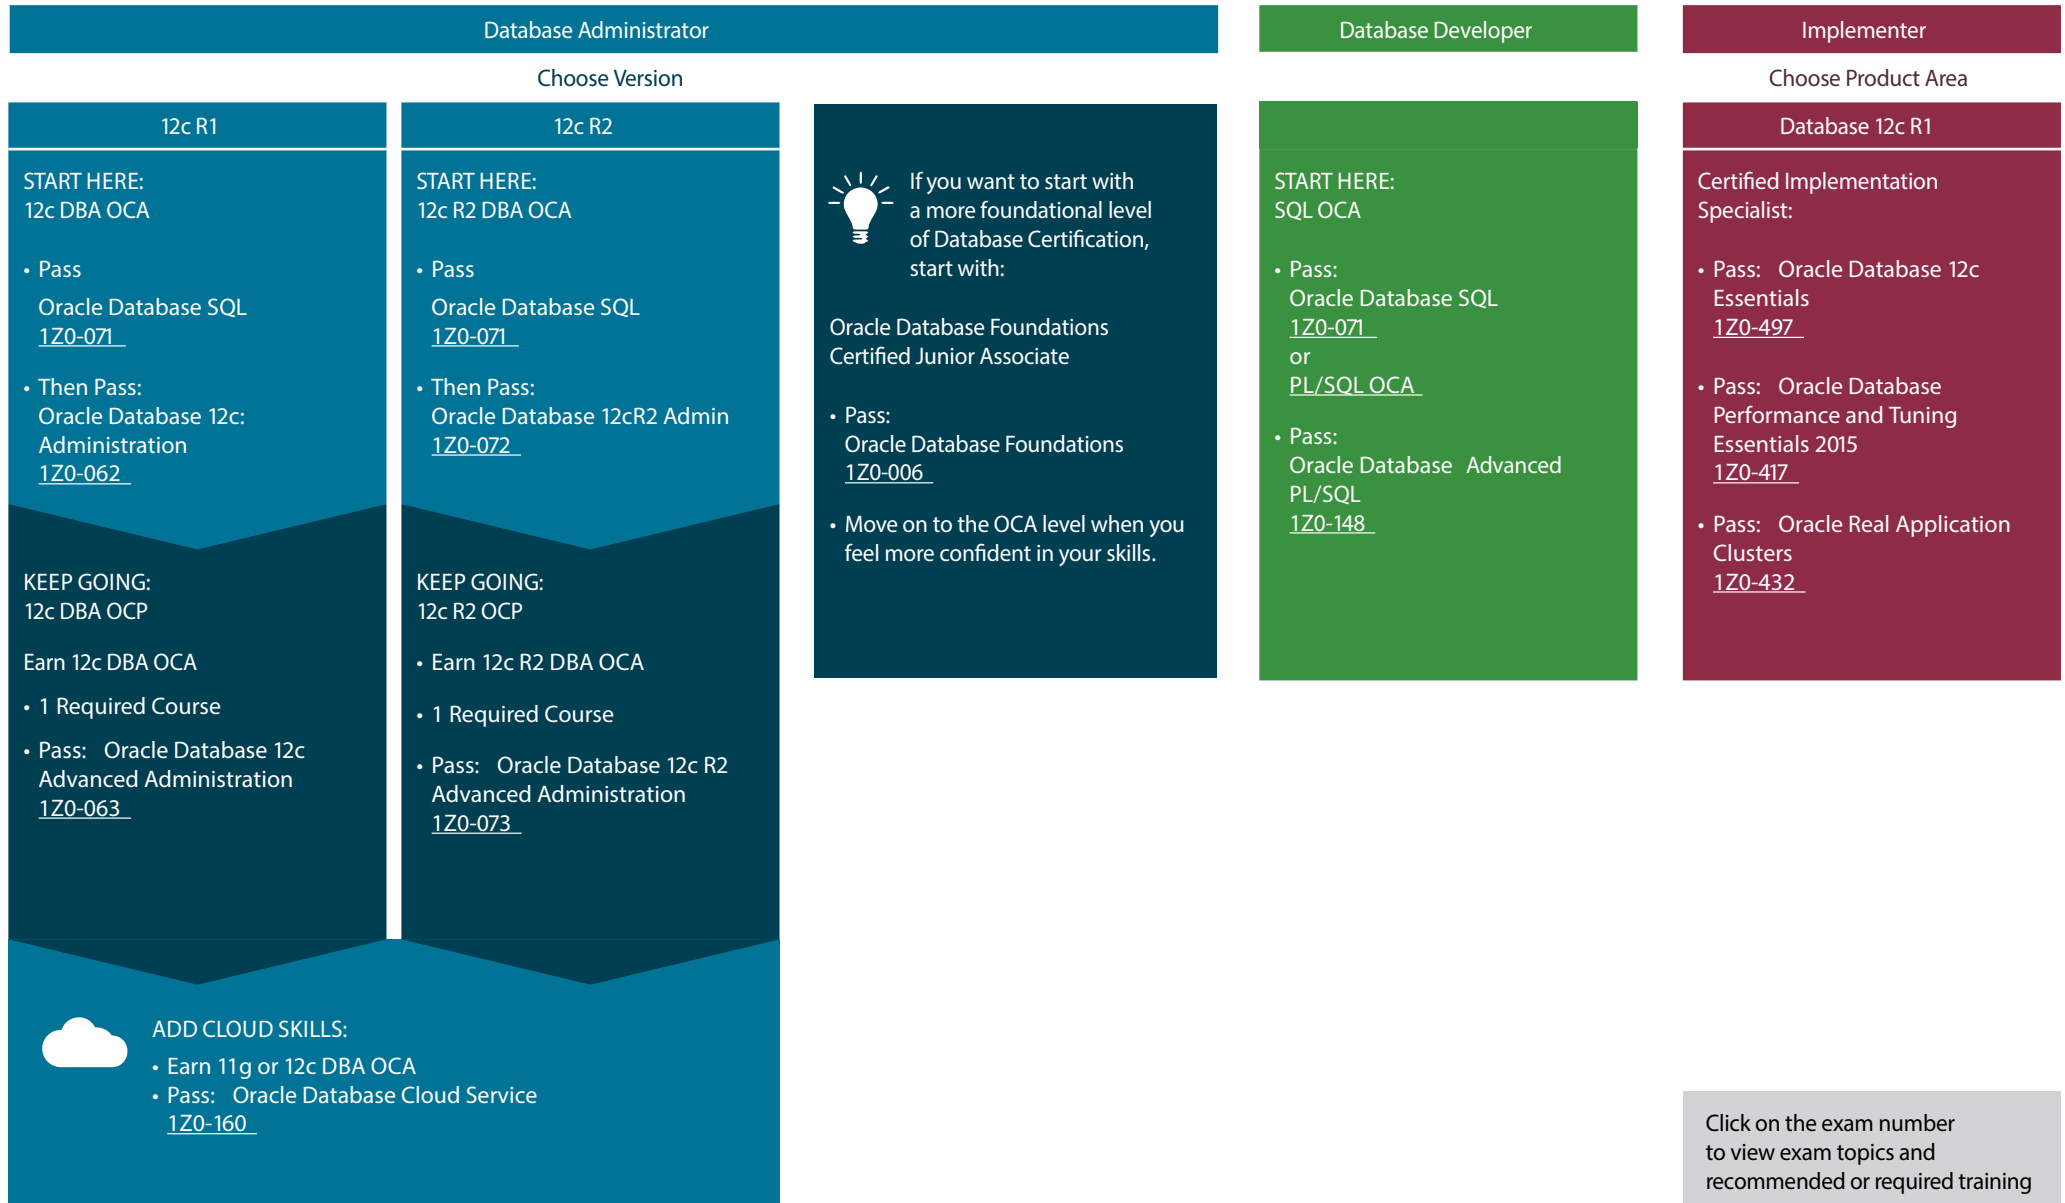 Database Administrator
Choose Version
12c R1
START HERE:
12c DBA OCA
• Pass
Oracle Database SQL
1Z0-071
• Then Pass:
Oracle Database 12c:
Administration
1Z0-062
KEEP GOING:
12c DBA OCP
Earn 12c DBA OCA
• 1 Required Course
• Pass: Oracle Database 12c
Advanced Administration
1Z0-063
12c R2
START HERE:
12c R2 DBA OCA
• Pass
Oracle Database SQL
1Z0-071
• Then Pass:
Oracle Database 12cR2 Admin
1Z0-072
KEEP GOING:
12c R2 OCP
• Earn 12c R2 DBA OCA
• 1 Required Course
• Pass: Oracle Database 12c R2
Advanced Administration
1Z0-073
ADD CLOUD SKILLS:
• Earn 11g or 12c DBA OCA
• Pass: Oracle Database Cloud Service
1Z0-160
If you want to start with
a more foundational level
of Database Certification,
start with:
Oracle Database Foundations
Certified Junior Associate
• Pass:
Oracle Database Foundations
1Z0-006
• Move on to the OCA level when you
feel more confident in your skills.
Database Developer
START HERE:
SQL OCA
• Pass:
Oracle Database SQL
1Z0-071
or
PL/SQL OCA
• Pass:
Oracle Database Advanced
PL/SQL
1Z0-148
Implementer
Choose Product Area
Database 12c R1
Certified Implementation
Specialist:
• Pass: Oracle Database 12c
Essentials
1Z0-497
• Pass: Oracle Database
Performance and Tuning
Essentials 2015
1Z0-417
• Pass: Oracle Real Application
Clusters
1Z0-432
Click on the exam number
to view exam topics and
recommended or required training